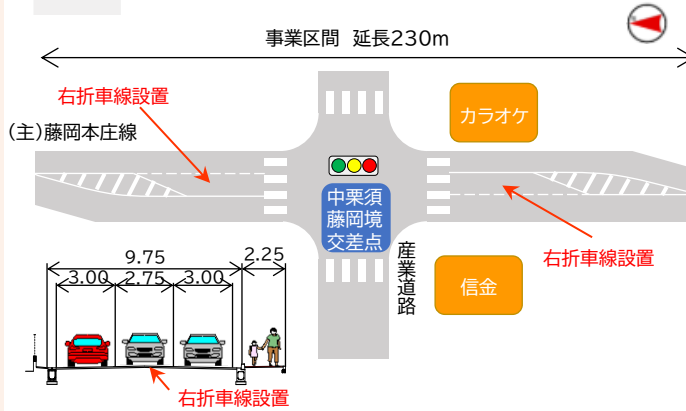 事業区間 延長230m
右折車線設置
カラオケ
(主)藤岡本庄線
中栗須
藤岡境
交差点
産業道路
右折車線設置
信金
9.75
2.25
3.00
2.75
3.00
右折車線設置